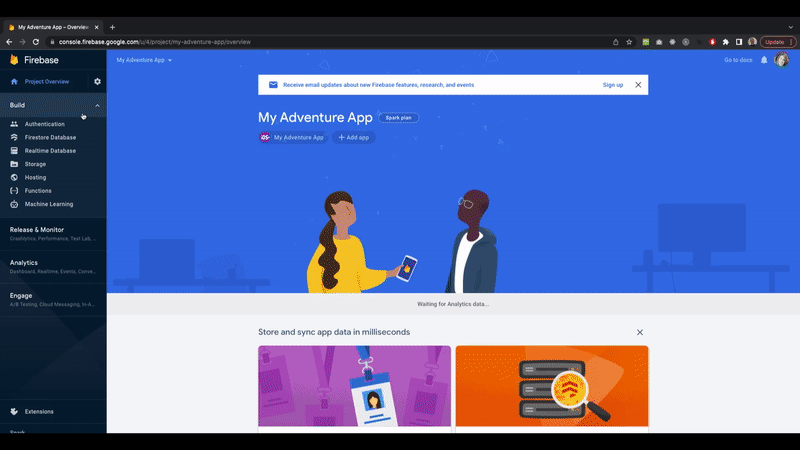 My Adventure App – Overview
console.firebase.google.com/u/4/project/my-adventure-app/overview
Update
Firebase
My Adventure App
Go to docs
Project Overview
Receive email updates about new Firebase features, research, and events
Sign up
Build
My Adventure App
Spark plan
Authentication
iOS+
My Adventure App
Add app
Firestore Database
Realtime Database
Storage
Hosting
Functions
Machine Learning
Release & Monitor
Crashlytics, Performance, Test Lab, ...
Analytics
Dashboard, Realtime, Events, Conve...
Engage
A/B Testing, Cloud Messaging, In-A...
Waiting for Analytics data...
Store and sync app data in milliseconds
Extensions
Spark